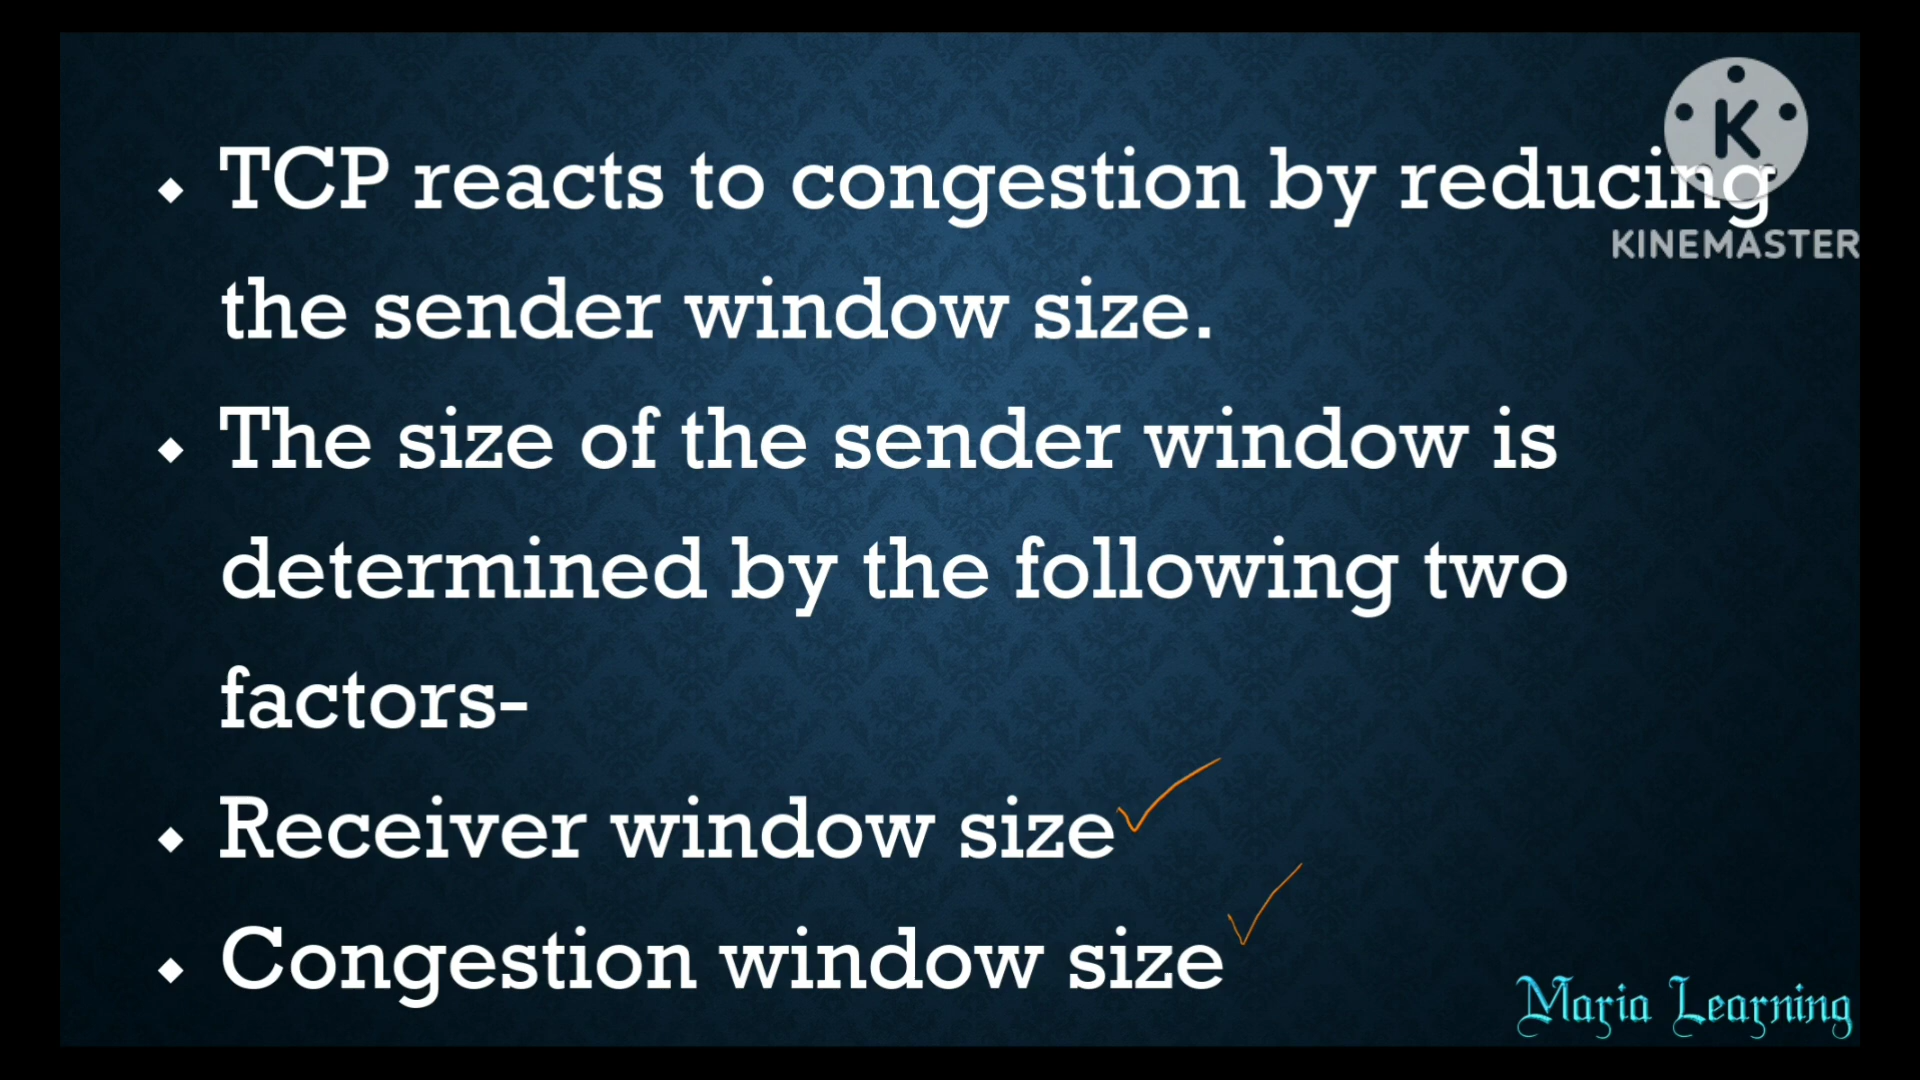 TCP reacts to congestion by reducing
K
KINEMASTER
the sender window size.
The size of the sender window is
determined by the following two
factors-
Receiver window size
Congestion window size
Maria Learning